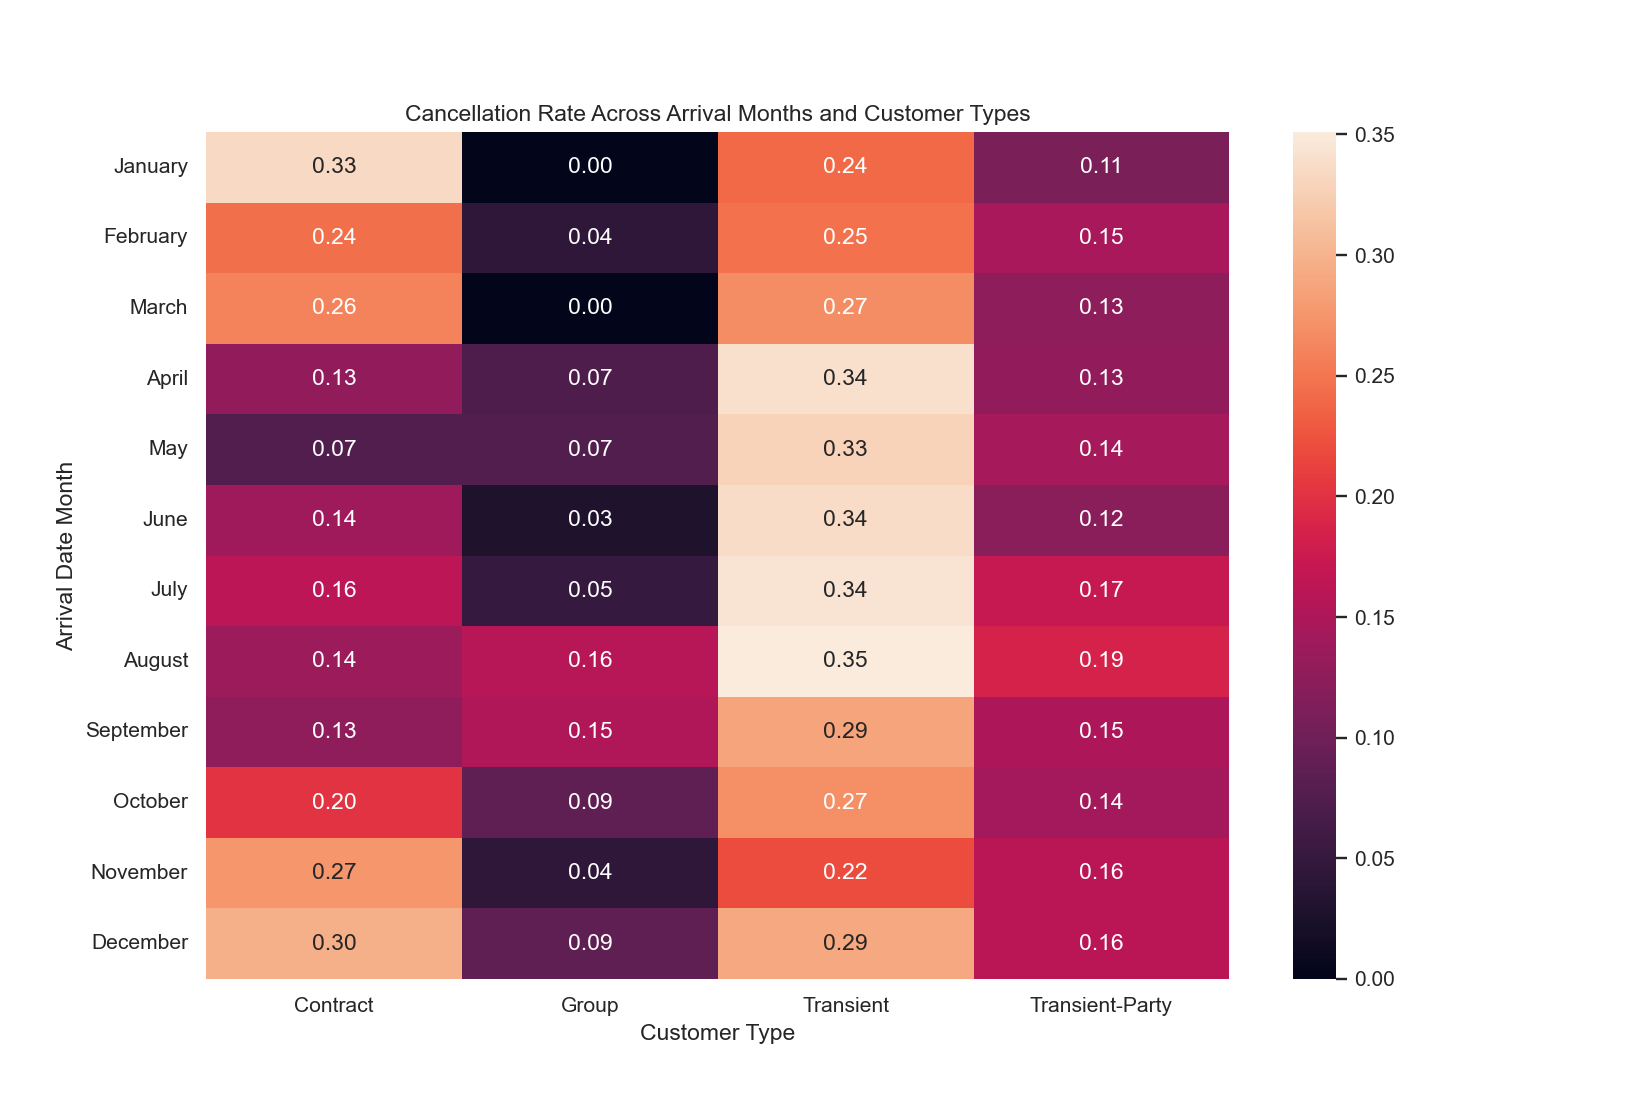 Cancellation Rate Across Arrival Months and Customer Types
January 0.33 0.00 0.24 0.11
February 0.24 0.04 0.25 0.15
March 0.26 0.00 0.27 0.13
April 0.13 0.07 0.34 0.13
May 0.07 0.07 0.33 0.14
June 0.14 0.03 0.34 0.12
July 0.16 0.05 0.34 0.17
August 0.14 0.16 0.35 0.19
September 0.13 0.15 0.29 0.15
October 0.20 0.09 0.27 0.14
November 0.27 0.04 0.22 0.16
December 0.30 0.09 0.29 0.16
Contract Group Transient Transient-Party
Customer Type
Arrival Date Month
0.35
0.30
0.25
0.20
0.15
0.10
0.05
0.00